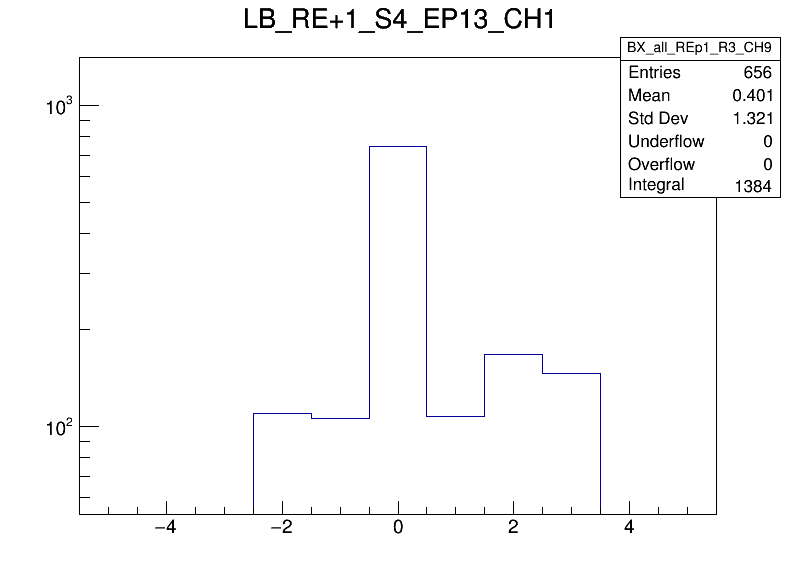 LB_RE+1_S4_EP13_CH1
BX_all_REp1_R3_CH9
Entries 656
Mean 0.401
Std Dev 1.321
Underflow 0
Overflow 0
Integral 1384
10³
10²
−4 −2 0 2 4